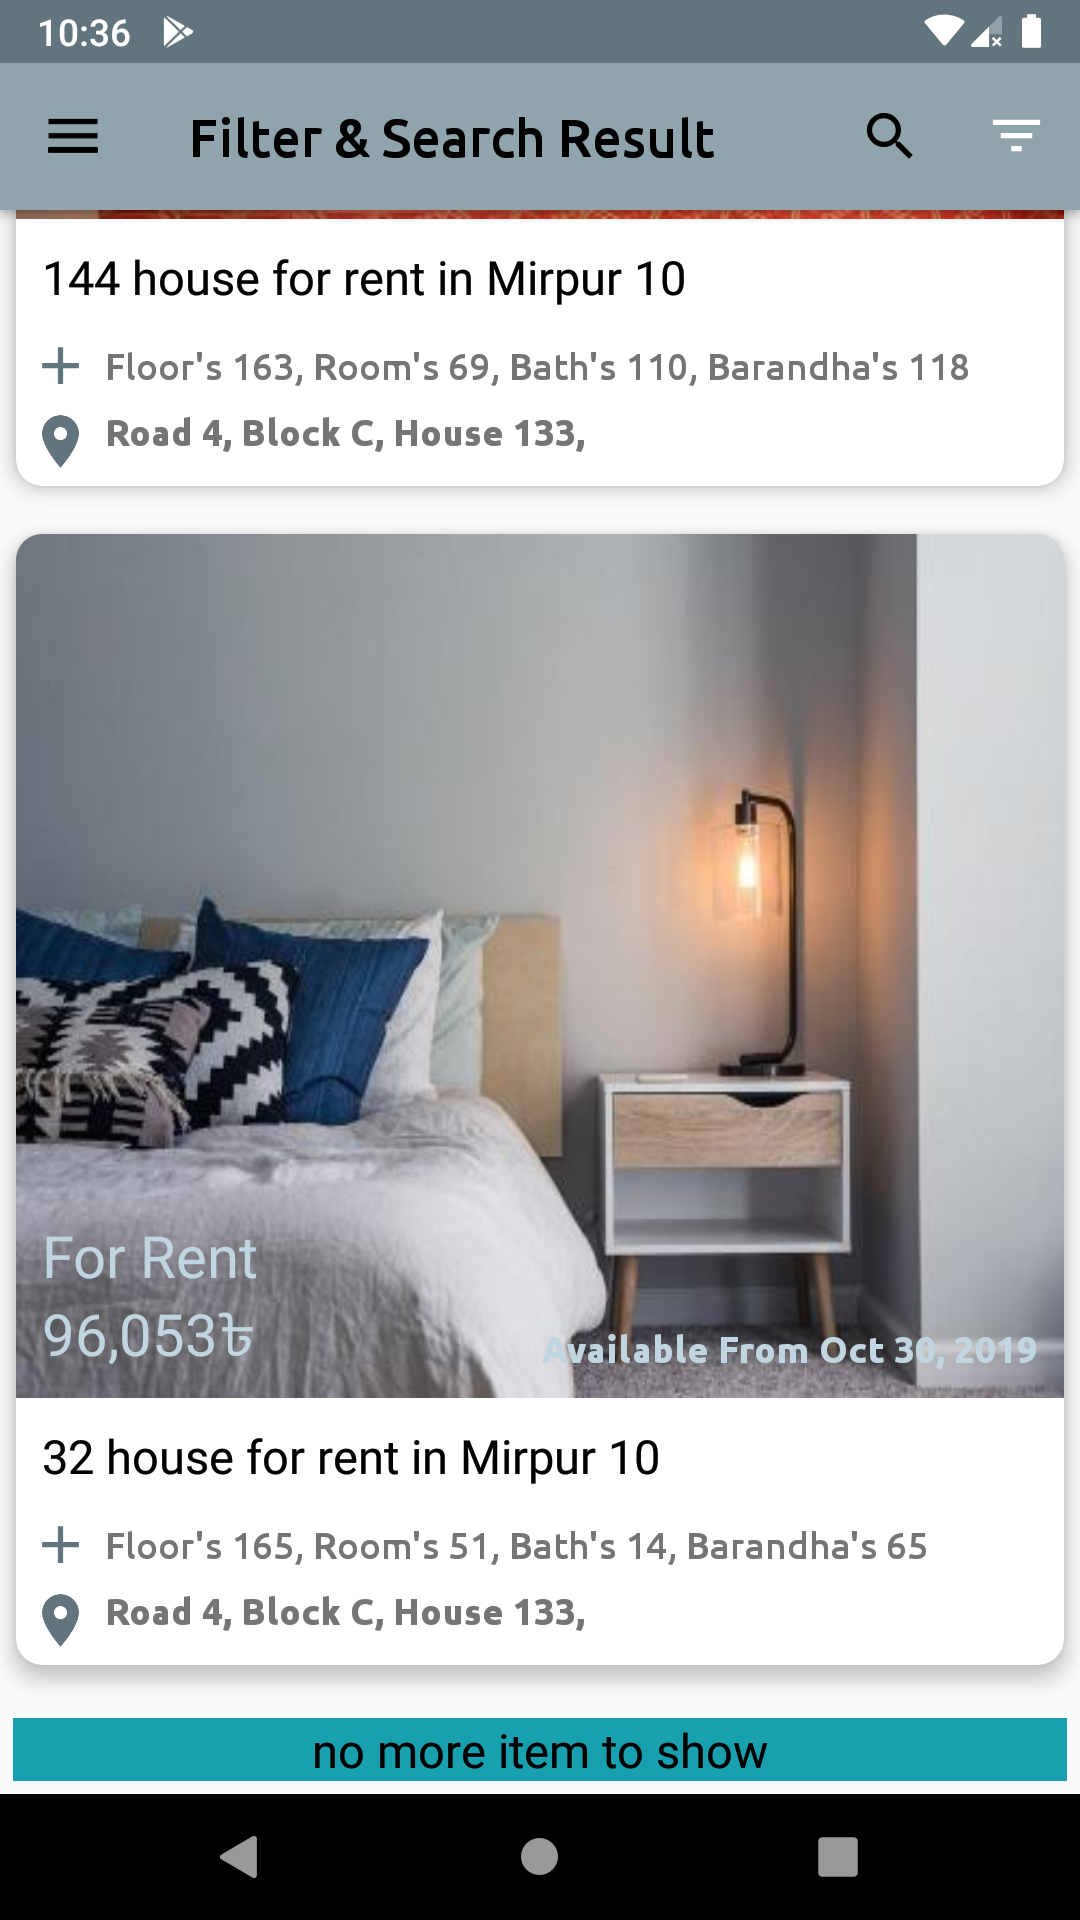 10:36
Filter & Search Result
144 house for rent in Mirpur 10
Floor's 163, Room's 69, Bath's 110, Barandha's 118
Road 4, Block C, House 133,
For Rent
96,053৳
Available From Oct 30, 2019
32 house for rent in Mirpur 10
Floor's 165, Room's 51, Bath's 14, Barandha's 65
Road 4, Block C, House 133,
no more item to show